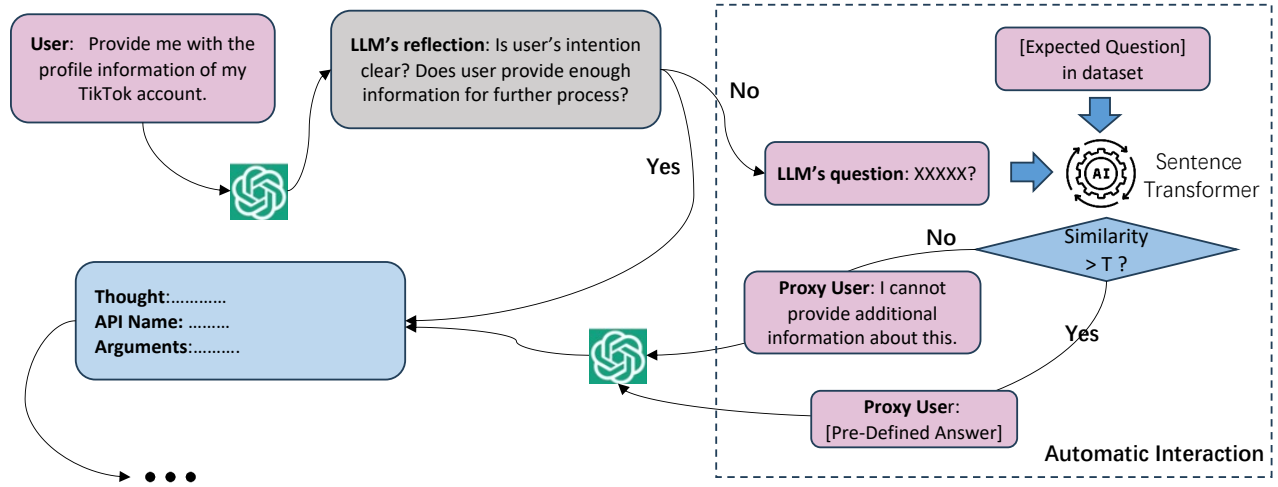 User: Provide me with the
profile information of my
TikTok account.
LLM's reflection: Is user's intention
clear? Does user provide enough
information for further process?
No
Yes
[Expected Question]
in dataset
LLM's question: XXXXX?
AI
Sentence
Transformer
Similarity
> T ?
No
Yes
Proxy User: I cannot
provide additional
information about this.
Proxy User:
[Pre-Defined Answer]
Automatic Interaction
Thought:............
API Name: .........
Arguments:..........